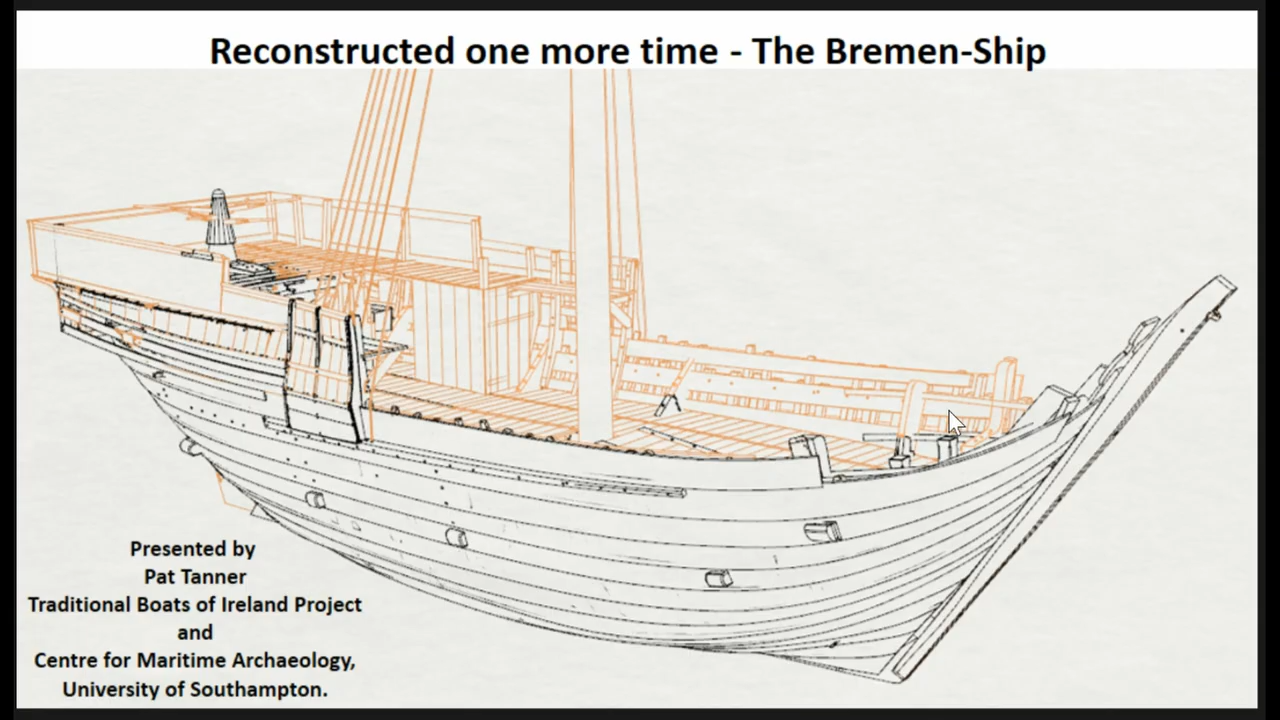 Reconstructed one more time - The Bremen-Ship
Presented by
Pat Tanner
Traditional Boats of Ireland Project
and
Centre for Maritime Archaeology,
University of Southampton.